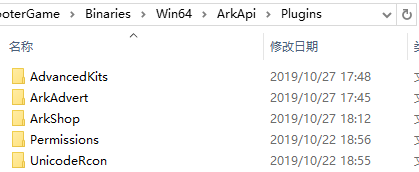 ooterGame > Binaries > Win64 > ArkApi > Plugins
名称 修改日期
AdvancedKits 2019/10/27 17:48
ArkAdvert 2019/10/27 17:45
ArkShop 2019/10/27 18:12
Permissions 2019/10/22 18:56
UnicodeRcon 2019/10/22 18:55